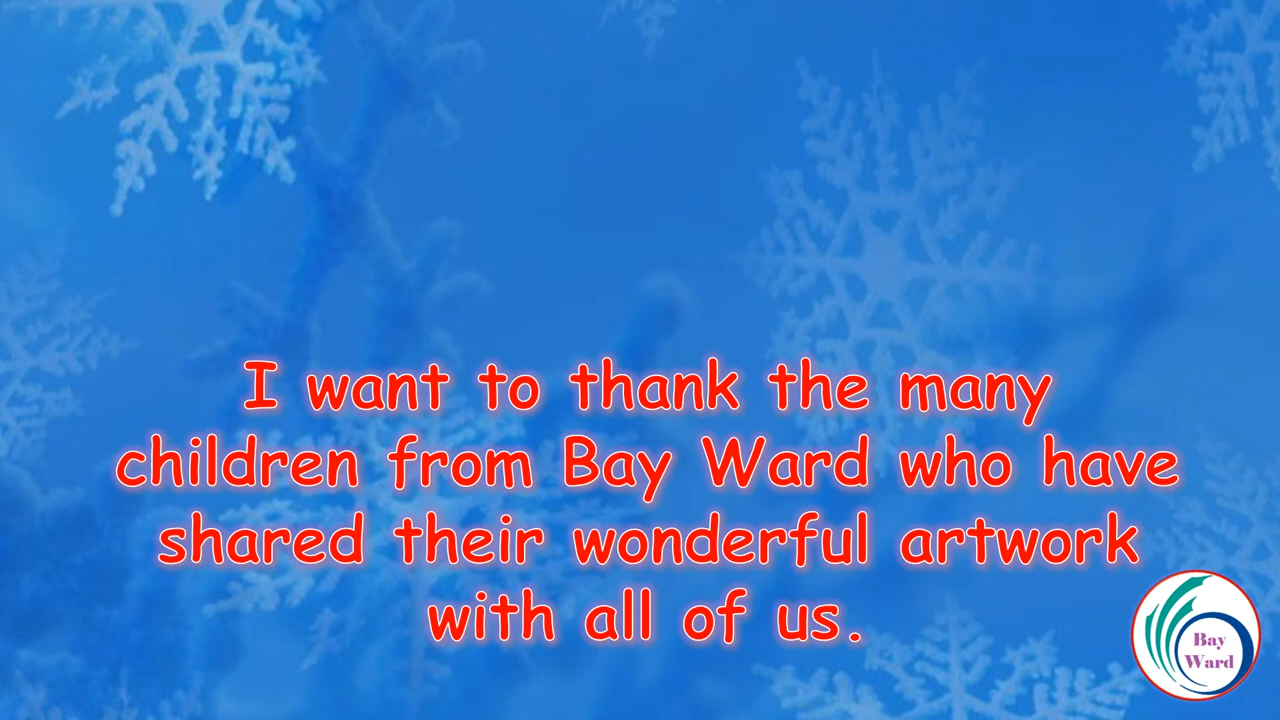 I want to thank the many
children from Bay Ward who have
shared their wonderful artwork
with all of us.
Bay
Ward